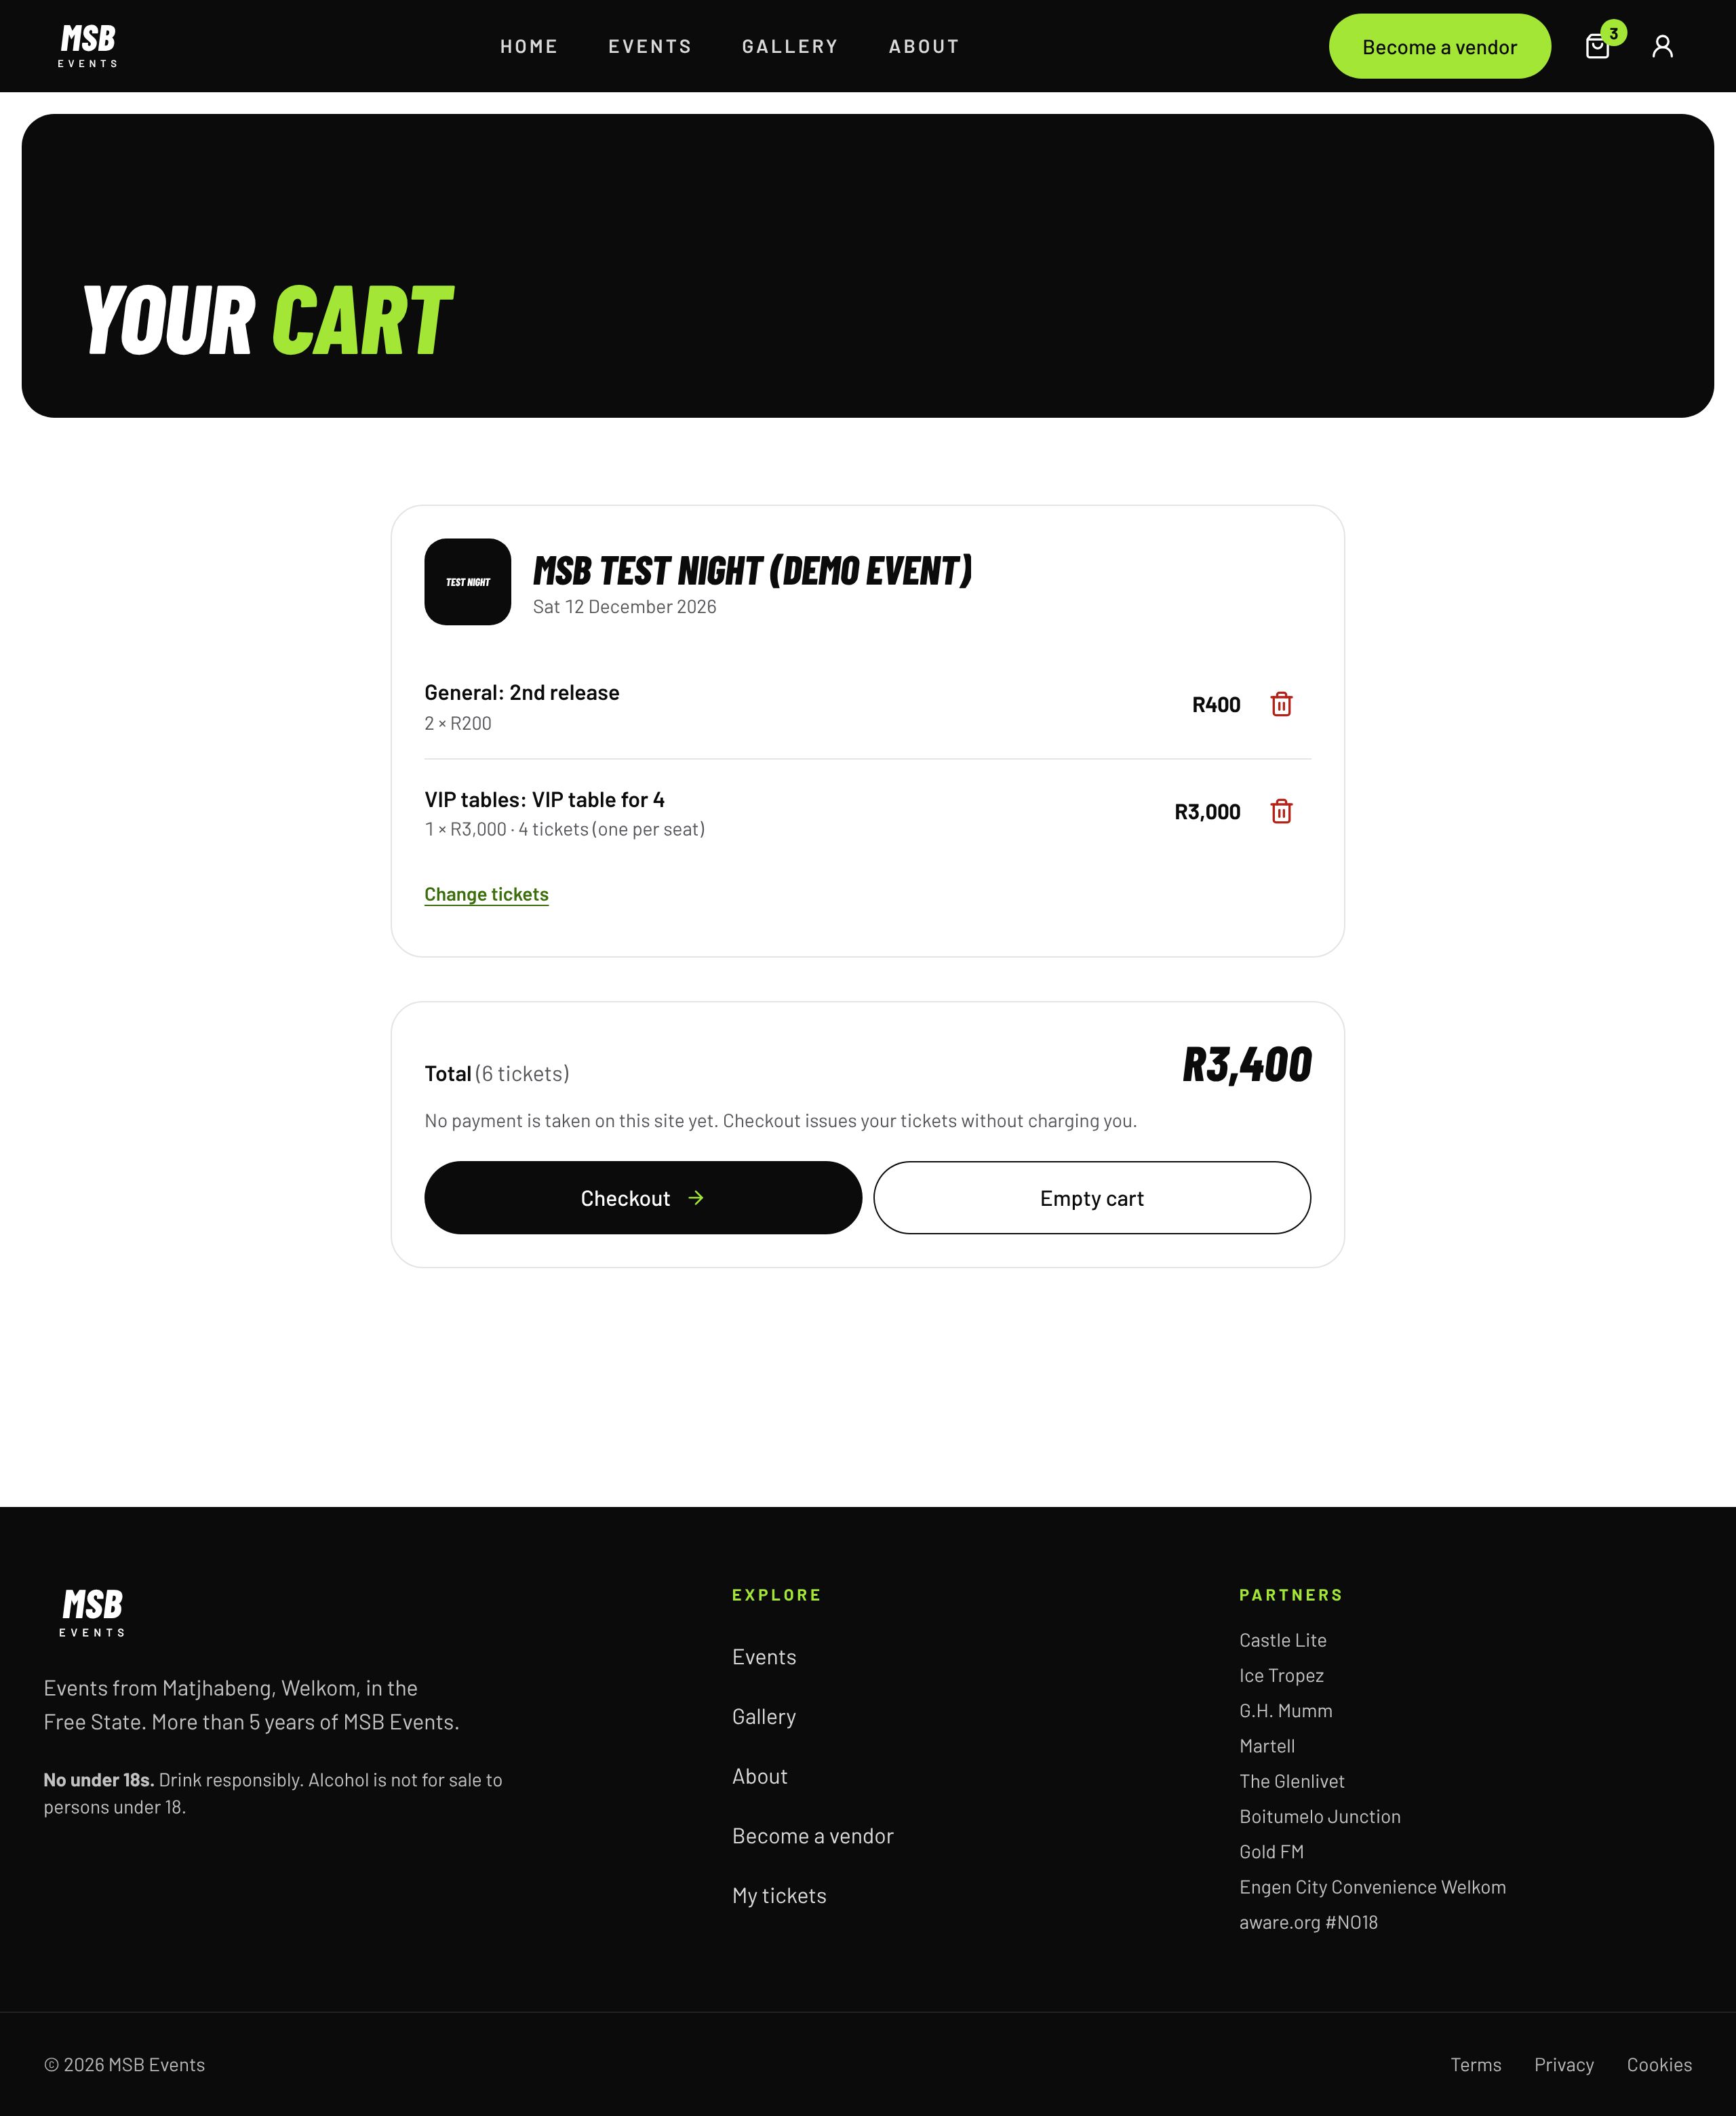 MSB
EVENTS
HOME
EVENTS
GALLERY
ABOUT
Become a vendor
3
YOUR CART
TEST NIGHT
MSB TEST NIGHT (DEMO EVENT)
Sat 12 December 2026
General: 2nd release
2 × R200
R400
VIP tables: VIP table for 4
1 × R3,000 · 4 tickets (one per seat)
R3,000
Change tickets
Total (6 tickets)
R3,400
No payment is taken on this site yet. Checkout issues your tickets without charging you.
Checkout →
Empty cart
MSB
EVENTS
Events from Matjhabeng, Welkom, in the
Free State. More than 5 years of MSB Events.
No under 18s. Drink responsibly. Alcohol is not for sale to
persons under 18.
EXPLORE
Events
Gallery
About
Become a vendor
My tickets
PARTNERS
Castle Lite
Ice Tropez
G.H. Mumm
Martell
The Glenlivet
Boitumelo Junction
Gold FM
Engen City Convenience Welkom
aware.org #NO18
© 2026 MSB Events
Terms
Privacy
Cookies